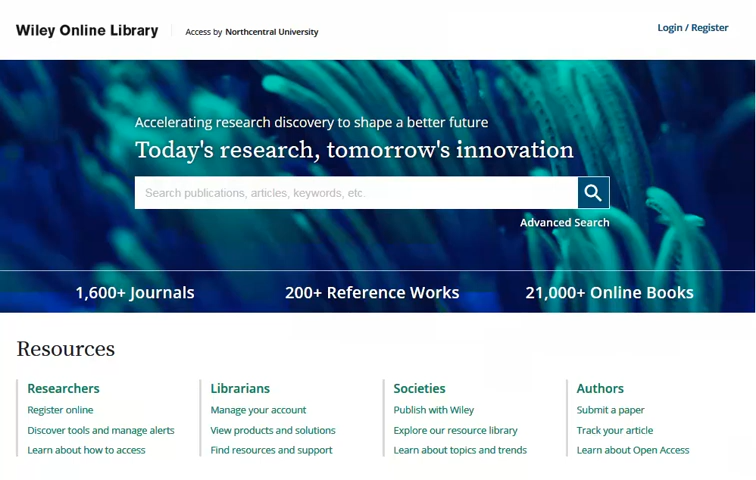 Wiley Online Library
Access by Northcentral University
Login / Register
Accelerating research discovery to shape a better future
Today's research, tomorrow's innovation
Search publications, articles, keywords, etc.
Advanced Search
1,600+ Journals
200+ Reference Works
21,000+ Online Books
Resources
Researchers
Register online
Discover tools and manage alerts
Learn about how to access
Librarians
Manage your account
View products and solutions
Find resources and support
Societies
Publish with Wiley
Explore our resource library
Learn about topics and trends
Authors
Submit a paper
Track your article
Learn about Open Access